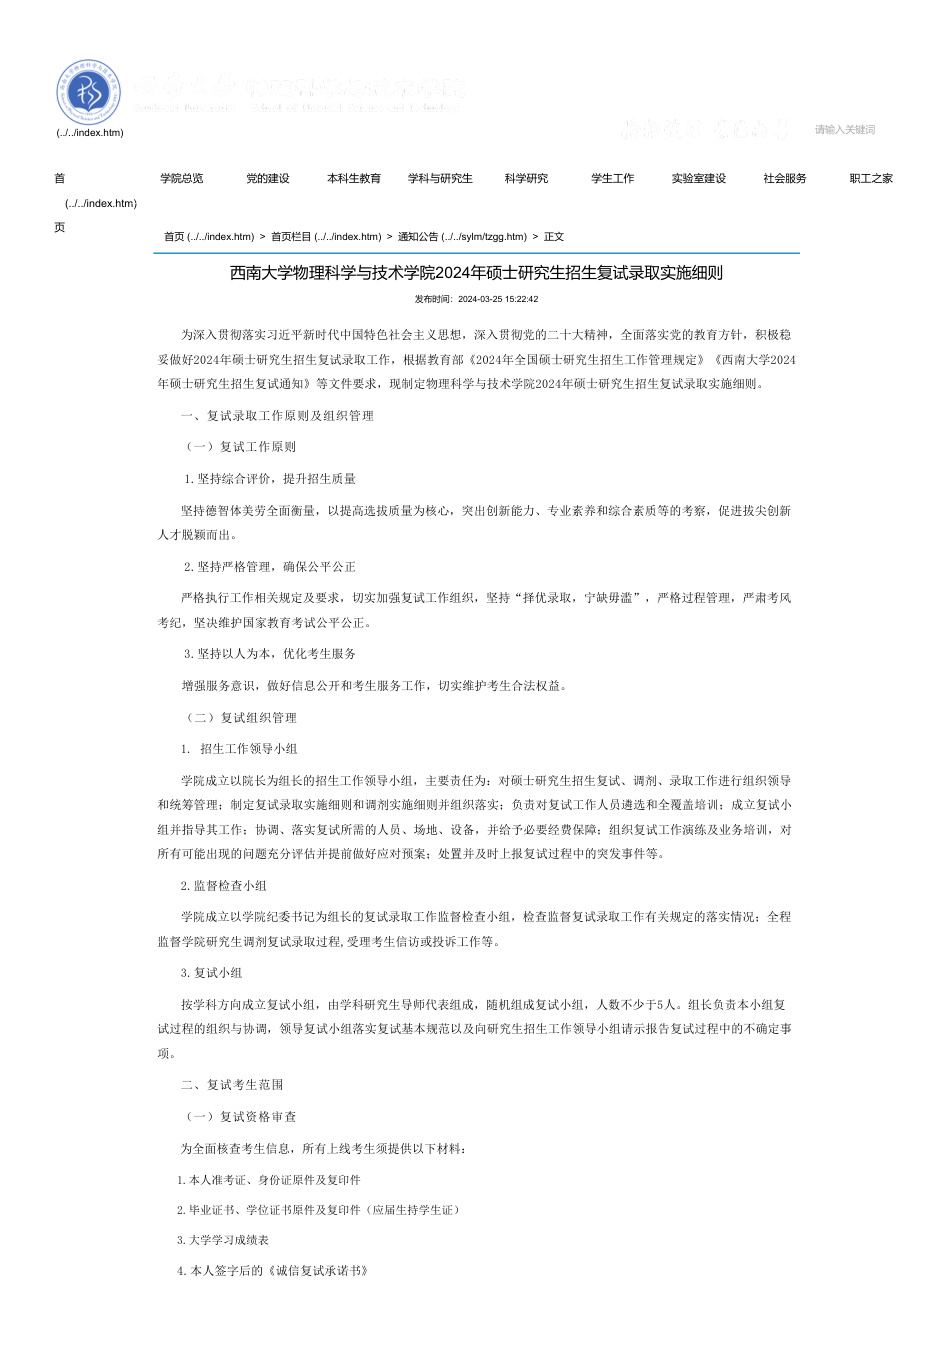 (../../index.htm)
请输入关键词
首 学院总览 党的建设 本科生教育 学科与研究生 科学研究 学生工作 实验室建设 社会服务 职工之家
(../../index.htm)
页
首页 (../../index.htm) > 首页栏目 (../../index.htm) > 通知公告 (../../sylm/tzgg.htm) > 正文
西南大学物理科学与技术学院2024年硕士研究生招生复试录取实施细则
发布时间：2024-03-25 15:22:42
为深入贯彻落实习近平新时代中国特色社会主义思想，深入贯彻党的二十大精神，全面落实党的教育方针，积极稳
妥做好2024年硕士研究生招生复试录取工作，根据教育部《2024年全国硕士研究生招生工作管理规定》《西南大学2024
年硕士研究生招生复试通知》等文件要求，现制定物理科学与技术学院2024年硕士研究生招生复试录取实施细则。
一、复试录取工作原则及组织管理
（一）复试工作原则
1.坚持综合评价，提升招生质量
坚持德智体美劳全面衡量，以提高选拔质量为核心，突出创新能力、专业素养和综合素质等的考察，促进拔尖创新
人才脱颖而出。
2.坚持严格管理，确保公平公正
严格执行工作相关规定及要求，切实加强复试工作组织，坚持“择优录取，宁缺毋滥”，严格过程管理，严肃考风
考纪，坚决维护国家教育考试公平公正。
3.坚持以人为本，优化考生服务
增强服务意识，做好信息公开和考生服务工作，切实维护考生合法权益。
（二）复试组织管理
1. 招生工作领导小组
学院成立以院长为组长的招生工作领导小组，主要责任为：对硕士研究生招生复试、调剂、录取工作进行组织领导
和统筹管理；制定复试录取实施细则和调剂实施细则并组织落实；负责对复试工作人员遴选和全覆盖培训；成立复试小
组并指导其工作；协调、落实复试所需的人员、场地、设备，并给予必要经费保障；组织复试工作演练及业务培训，对
所有可能出现的问题充分评估并提前做好应对预案；处置并及时上报复试过程中的突发事件等。
2.监督检查小组
学院成立以学院纪委书记为组长的复试录取工作监督检查小组，检查监督复试录取工作有关规定的落实情况；全程
监督学院研究生调剂复试录取过程,受理考生信访或投诉工作等。
3.复试小组
按学科方向成立复试小组，由学科研究生导师代表组成，随机组成复试小组，人数不少于5人。组长负责本小组复
试过程的组织与协调，领导复试小组落实复试基本规范以及向研究生招生工作领导小组请示报告复试过程中的不确定事
项。
二、复试考生范围
（一）复试资格审查
为全面核查考生信息，所有上线考生须提供以下材料：
1.本人准考证、身份证原件及复印件
2.毕业证书、学位证书原件及复印件（应届生持学生证）
3.大学学习成绩表
4.本人签字后的《诚信复试承诺书》